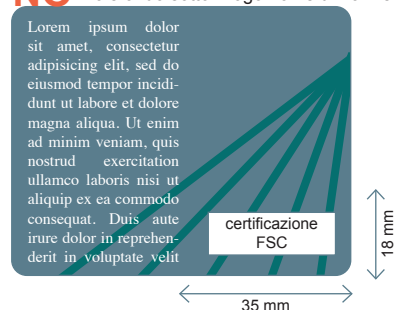 NO
Lorem ipsum dolor
sit amet, consectetur
adipisicing elit, sed do
eiusmod tempor incidi-
dunt ut labore et dolore
magna aliqua. Ut enim
ad minim veniam, quis
nostrud exercitation
ullamco laboris nisi ut
aliquip ex ea commodo
consequat. Duis aute
irure dolor in reprehen-
derit in voluptate velit
certificazione
FSC
18 mm
35 mm